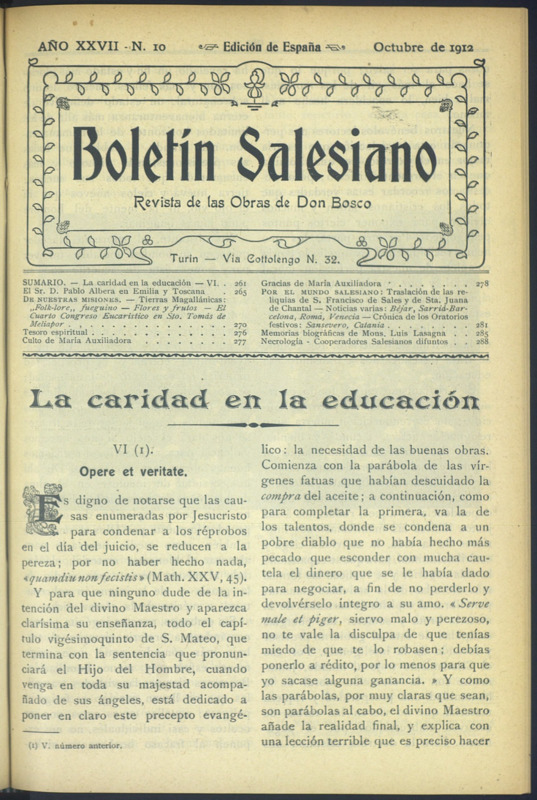 AÑO XXVII - N. 10
Edición de España
Octubre de 1912
Boletín Salesiano
Revista de las Obras de Don Bosco
Turin — Via Cottolengo N. 32.
SUMARIO. — La caridad en la educación — VI. . 261
El Sr. D. Pablo Albera en Emilia y Toscana . 265
DE NUESTRAS MISIONES. — Tierras Magallánicas:
„Folk-lore„ fueguino — Flores y frutos — El
Cuarto Congreso Eucarístico en Sto. Tomás de
Meliapor . . . . . . . . . . 270
Tesoro espiritual . . . . . . . . . 276
Culto de María Auxiliadora . . . . . . . 277
Gracias de María Auxiliadora . . . . . . 278
POR EL MUNDO SALESIANO: Traslación de las re-
liquias de S. Francisco de Sales y de Sta. Juana
de Chantal — Noticias varias: Béjar, Sarriá-Bar-
celona, Roma, Venecia — Crónica de los Oratorios
festivos: Sansevero, Catania . . . . . . 281
Memorias biográficas de Mons. Luis Lasagna . 285
Necrología - Cooperadores Salesianos difuntos . . 288
La caridad en la educación
VI (1).
Opere et veritate.
Es digno de notarse que las cau-
sas enumeradas por Jesucristo
para condenar a los réprobos
en el día del juicio, se reducen a la
pereza; por no haber hecho nada,
«quamdiu non fecistis» (Math. XXV, 45).
Y para que ninguno dude de la in-
tención del divino Maestro y aparezca
clarísima su enseñanza, todo el capí-
tulo vigésimoquinto de S. Mateo, que
termina con la sentencia que pronun-
ciará el Hijo del Hombre, cuando
venga en toda su majestad acompa-
ñado de sus ángeles, está dedicado a
poner en claro este precepto evangé-
(1) V. número anterior.
lico: la necesidad de las buenas obras.
Comienza con la parábola de las vír-
genes fatuas que habían descuidado la
compra del aceite; a continuación, como
para completar la primera, va la de
los talentos, donde se condena a un
pobre diablo que no había hecho más
pecado que esconder con mucha cau-
tela el dinero que se le había dado
para negociar, a fin de no perderlo y
devolvérselo integro a su amo. « Serve
male et piger, siervo malo y perezoso,
no te vale la disculpa de que tenías
miedo de que te lo robasen; debías
ponerlo a rédito, por lo menos para que
yo sacase alguna ganancia. » Y como
las parábolas, por muy claras que sean,
son parábolas al cabo, el divino Maestro
añade la realidad final, y explica con
una lección terrible que es preciso hacer